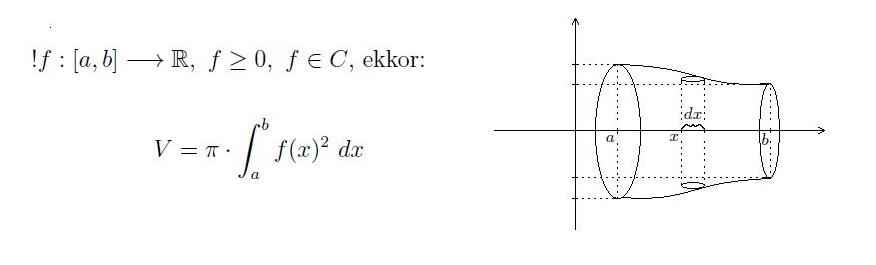 !f : [a, b] ⟶ ℝ, f ≥ 0, f ∈ C, ekkor:
V = π · ∫_a^b f(x)² dx
dx
a x b